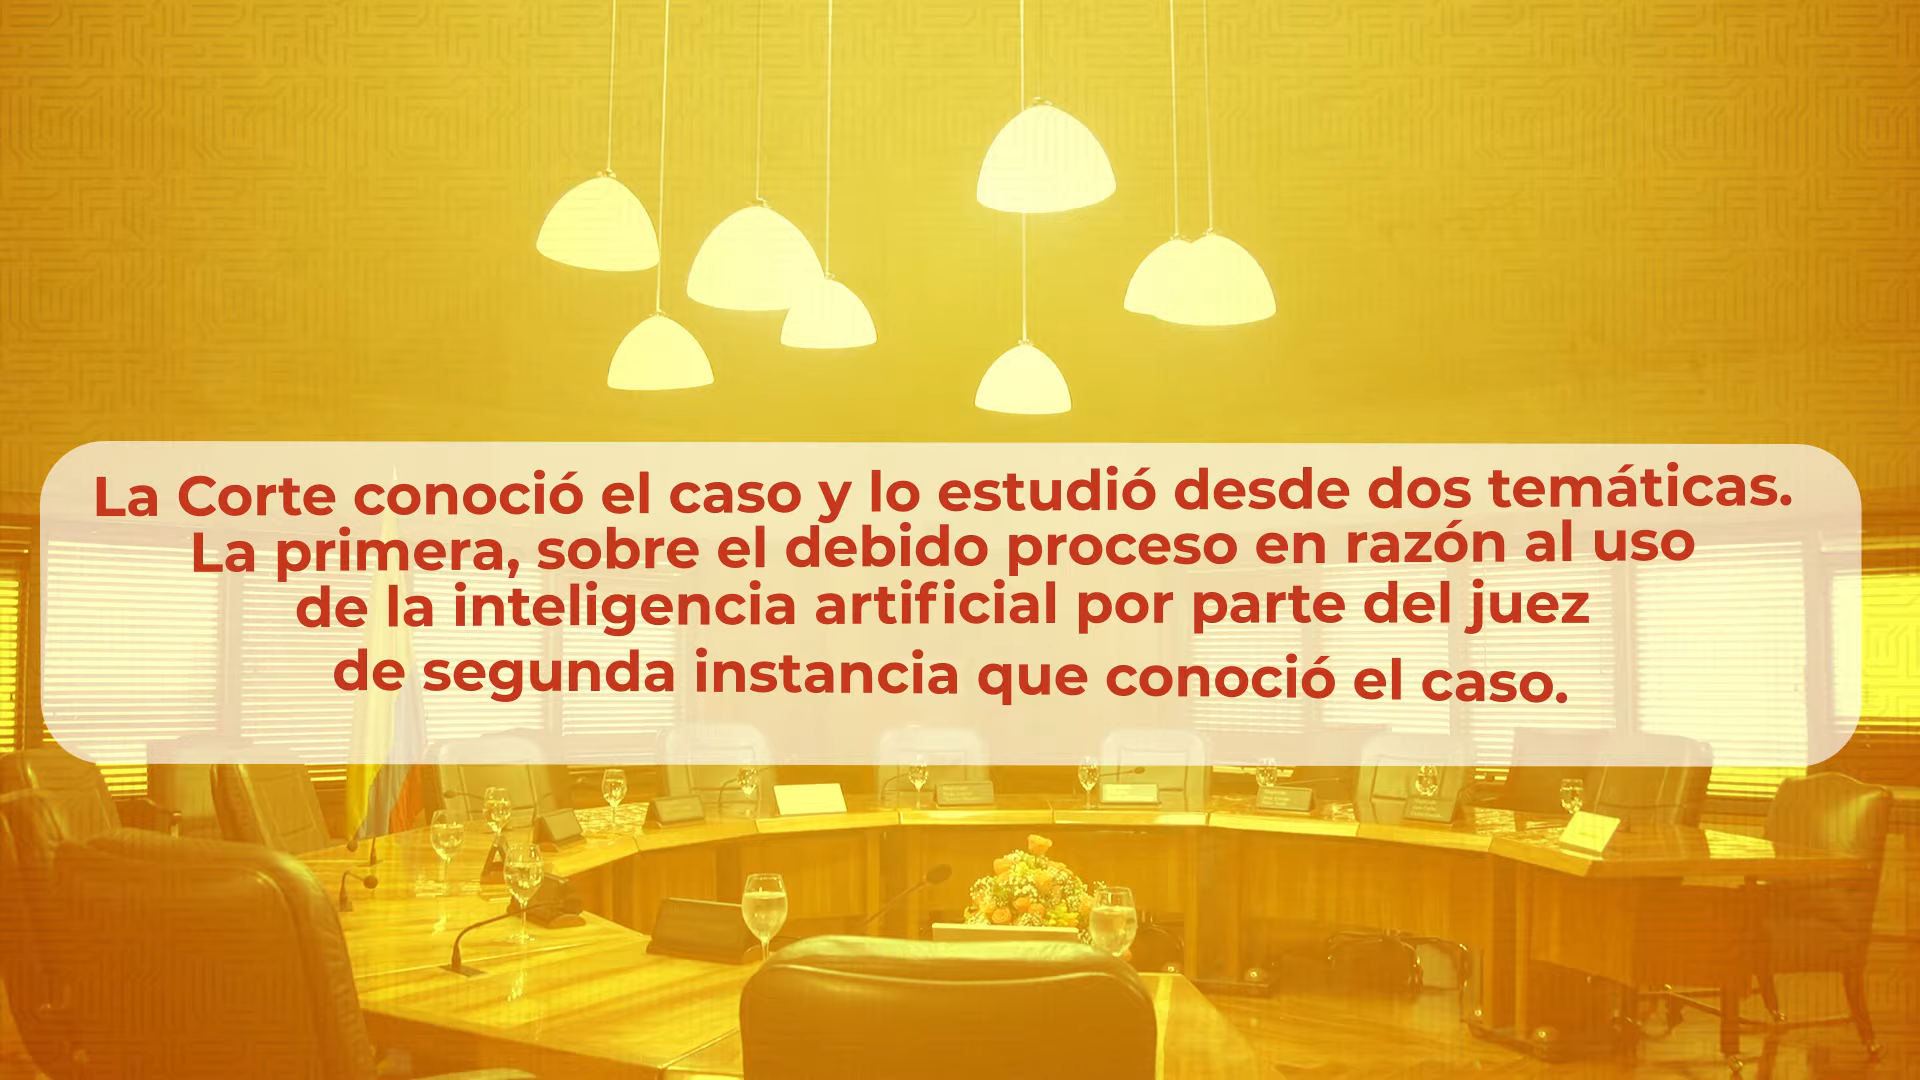 La Corte conoció el caso y lo estudió desde dos temáticas.
La primera, sobre el debido proceso en razón al uso
de la inteligencia artificial por parte del juez
de segunda instancia que conoció el caso.